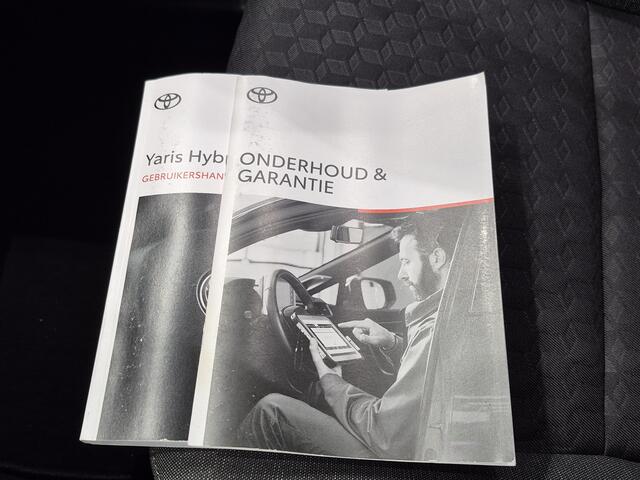 Yaris Hyb
GEBRUIKERSHAN
ONDERHOUD &
GARANTIE